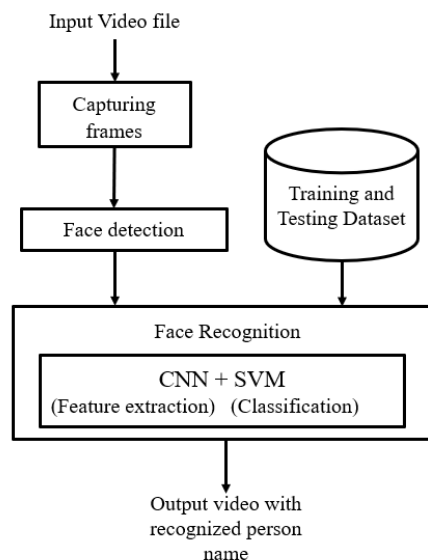 Input Video file
Capturing
frames
Training and
Testing Dataset
Face detection
Face Recognition
CNN + SVM
(Feature extraction) (Classification)
Output video with
recognized person
name